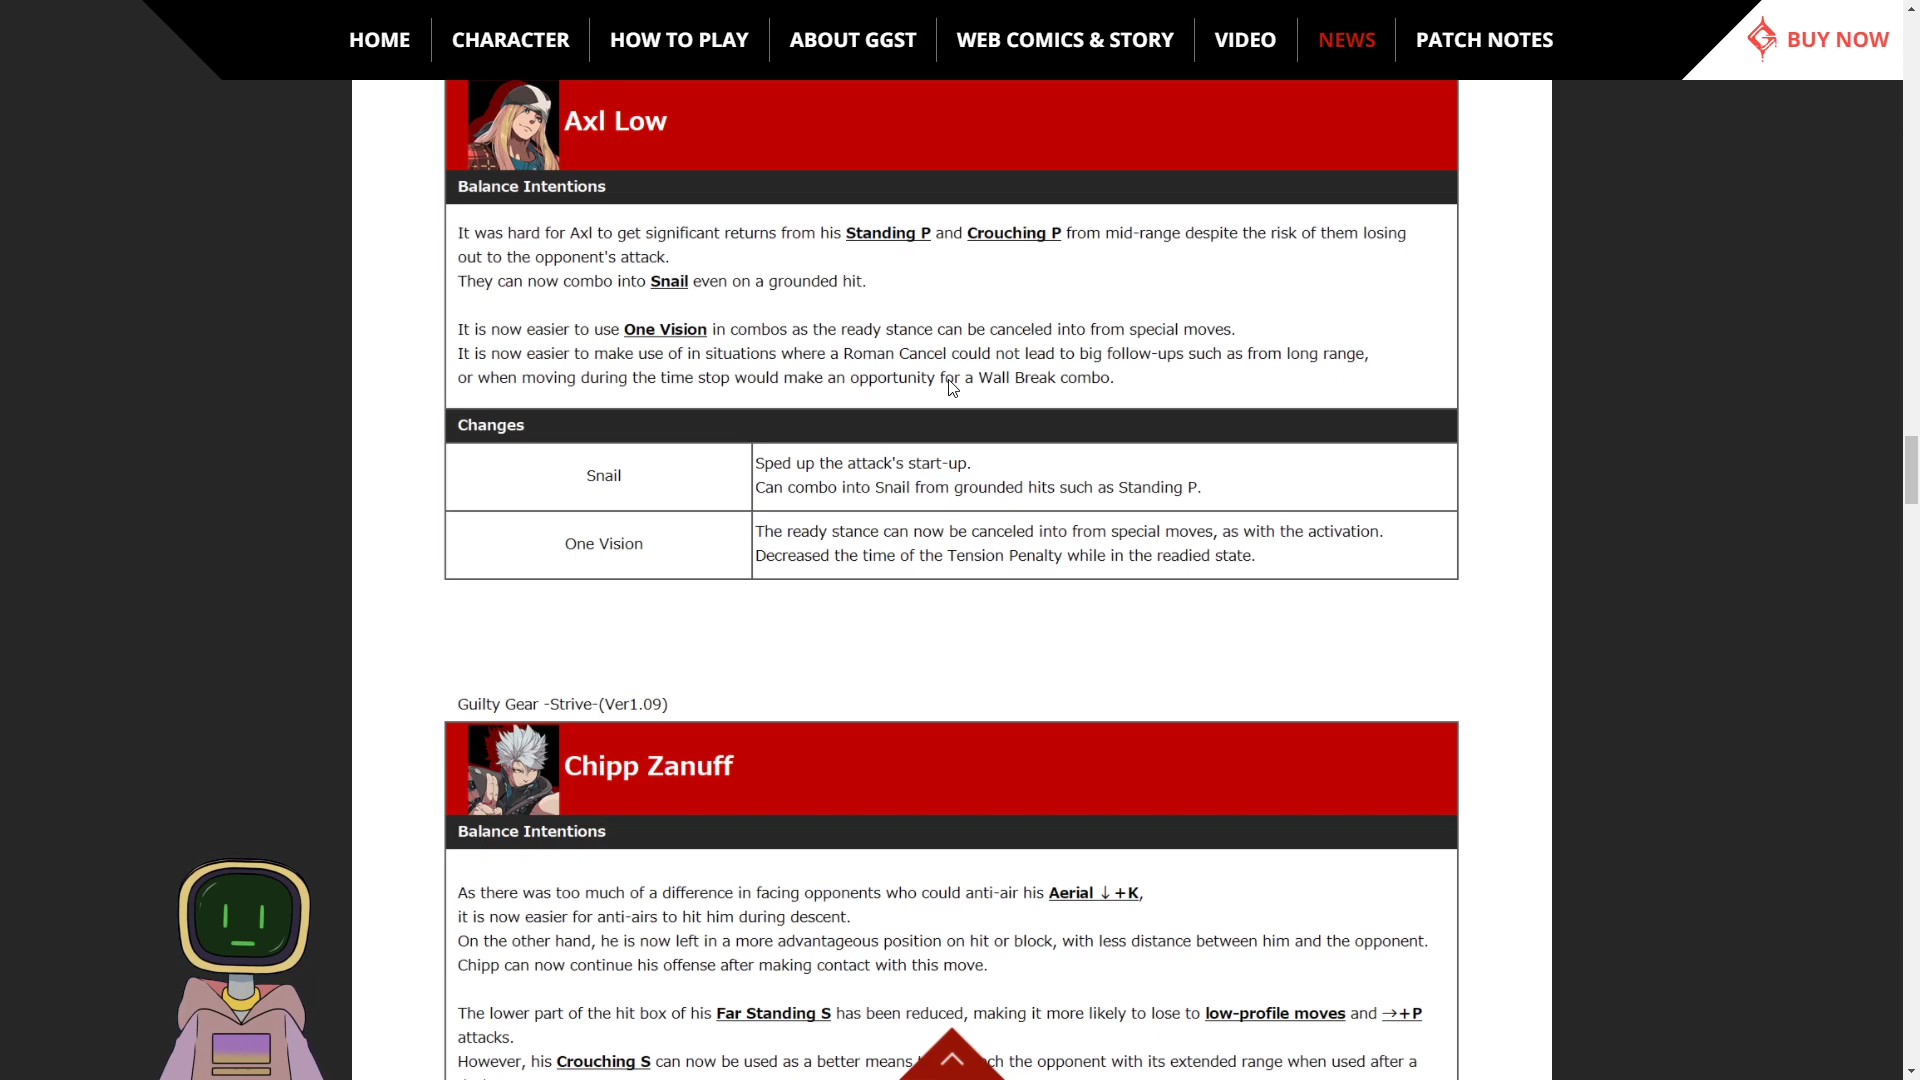 HOME
CHARACTER
HOW TO PLAY
ABOUT GGST
WEB COMICS & STORY
VIDEO
NEWS
PATCH NOTES
BUY NOW
Axl Low
Balance Intentions
It was hard for Axl to get significant returns from his Standing P and Crouching P from mid-range despite the risk of them losing
out to the opponent's attack.
They can now combo into Snail even on a grounded hit.
It is now easier to use One Vision in combos as the ready stance can be canceled into from special moves.
It is now easier to make use of in situations where a Roman Cancel could not lead to big follow-ups such as from long range,
or when moving during the time stop would make an opportunity for a Wall Break combo.
Changes
Snail
Sped up the attack's start-up.
Can combo into Snail from grounded hits such as Standing P.
One Vision
The ready stance can now be canceled into from special moves, as with the activation.
Decreased the time of the Tension Penalty while in the readied state.
Guilty Gear -Strive-(Ver1.09)
Chipp Zanuff
Balance Intentions
As there was too much of a difference in facing opponents who could anti-air his Aerial ↓+K,
it is now easier for anti-airs to hit him during descent.
On the other hand, he is now left in a more advantageous position on hit or block, with less distance between him and the opponent.
Chipp can now continue his offense after making contact with this move.
The lower part of the hit box of his Far Standing S has been reduced, making it more likely to lose to low-profile moves and →+P
attacks.
However, his Crouching S can now be used as a better means the opponent with its extended range when used after a